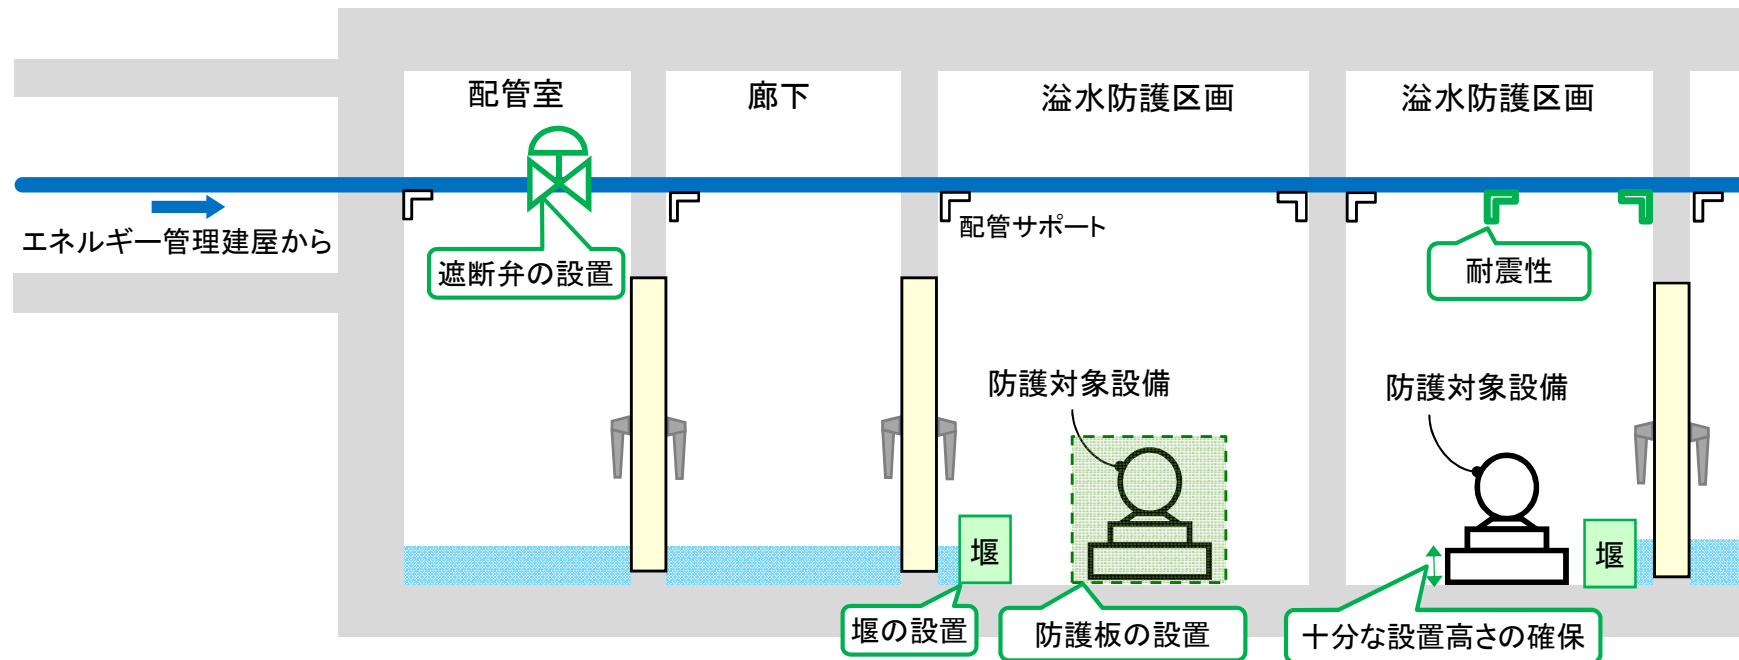 配管室
廊下
溢水防護区画
溢水防護区画
配管サポート
エネルギー管理建屋から
遮断弁の設置
耐震性
防護対象設備
防護対象設備
堰
堰
堰の設置
防護板の設置
十分な設置高さの確保